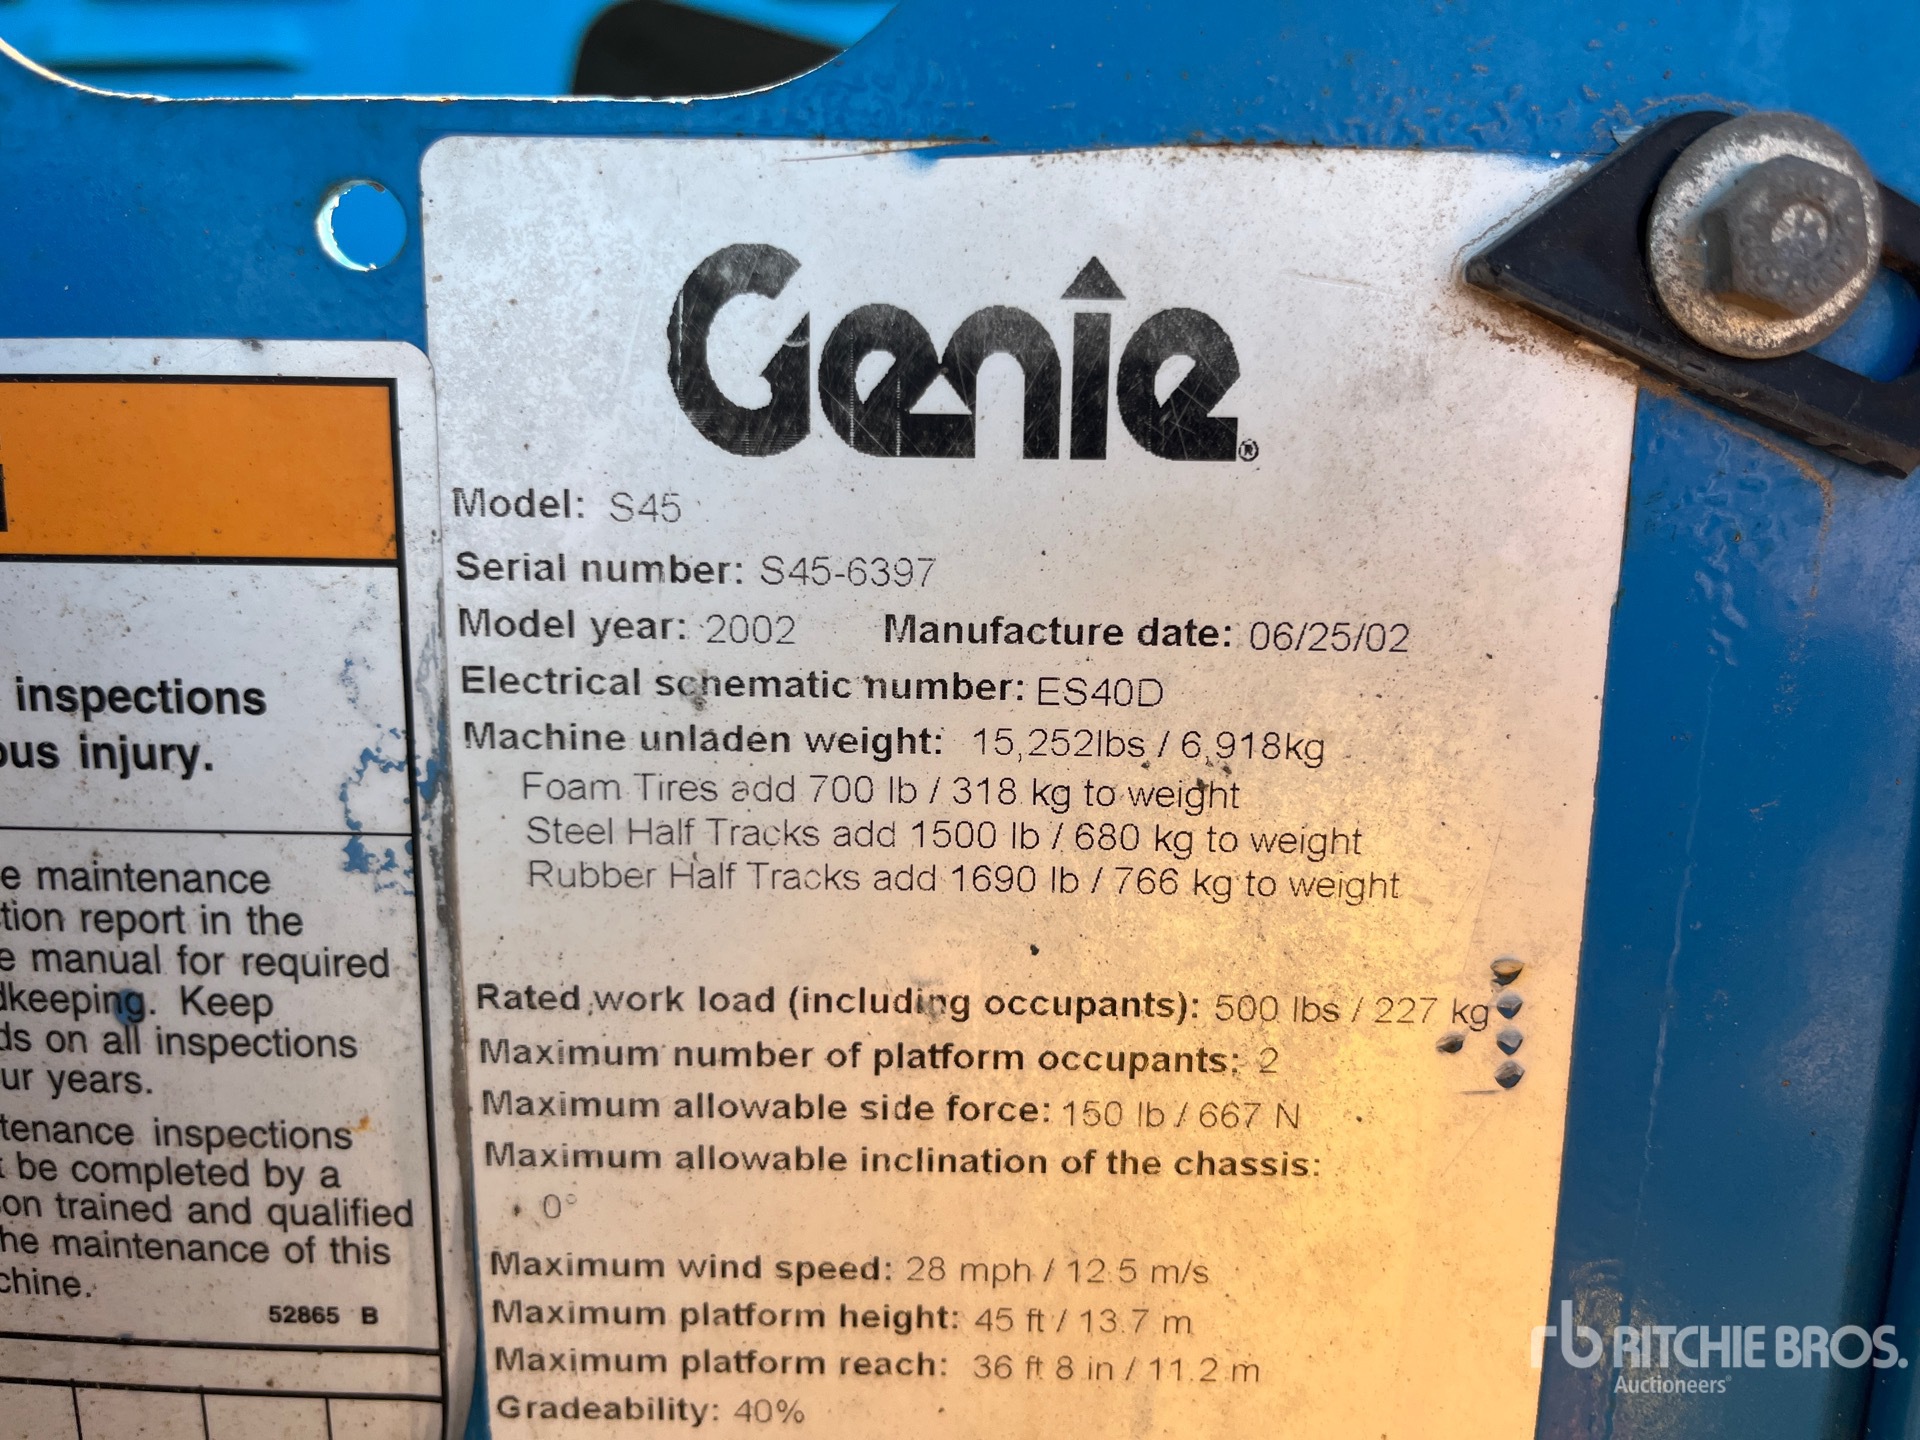 Genie®
Model: S45
Serial number: S45-6397
Model year: 2002 Manufacture date: 06/25/02
Electrical schematic number: ES40D
Machine unladen weight: 15,252lbs / 6,918kg
Foam Tires add 700 lb / 318 kg to weight
Steel Half Tracks add 1500 lb / 680 kg to weight
Rubber Half Tracks add 1690 lb / 766 kg to weight
Rated work load (including occupants): 500 lbs / 227 kg
Maximum number of platform occupants: 2
Maximum allowable side force: 150 lb / 667 N
Maximum allowable inclination of the chassis:
0°
Maximum wind speed: 28 mph / 12.5 m/s
Maximum platform height: 45 ft / 13.7 m
Maximum platform reach: 36 ft 8 in / 11.2 m
Gradeability: 40%
inspections
ous injury.
e maintenance
tion report in the
e manual for required
dkeeping. Keep
ds on all inspections
ur years.
tenance inspections
be completed by a
on trained and qualified
he maintenance of this
chine.
52865 B
rb RITCHIE BROS.
Auctioneers